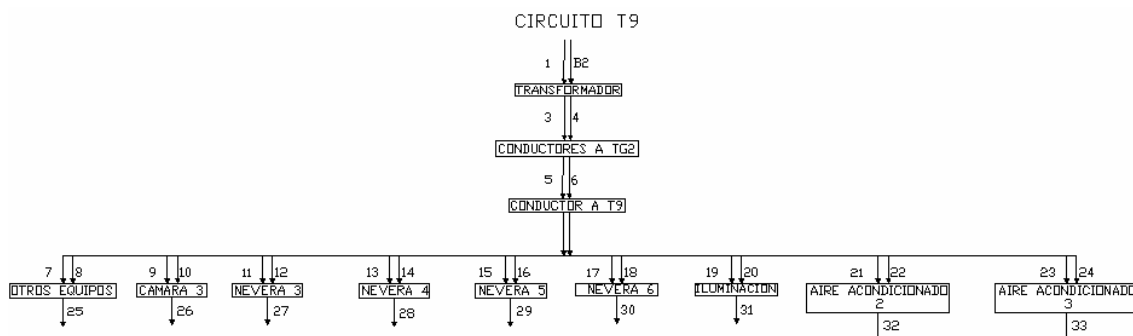 CIRCUITO T9
1 B2
TRANSFORMADOR
3 4
CONDUCTORES A TG2
5 6
CONDUCTOR A T9
7 8 9 10 11 12 13 14 15 16 17 18 19 20 21 22 23 24
OTROS EQUIPOS CAMARA 3 NEVERA 3 NEVERA 4 NEVERA 5 NEVERA 6 ILUMINACION AIRE ACONDICIONADO 2 AIRE ACONDICIONADO 3
25 26 27 28 29 30 31 32 33